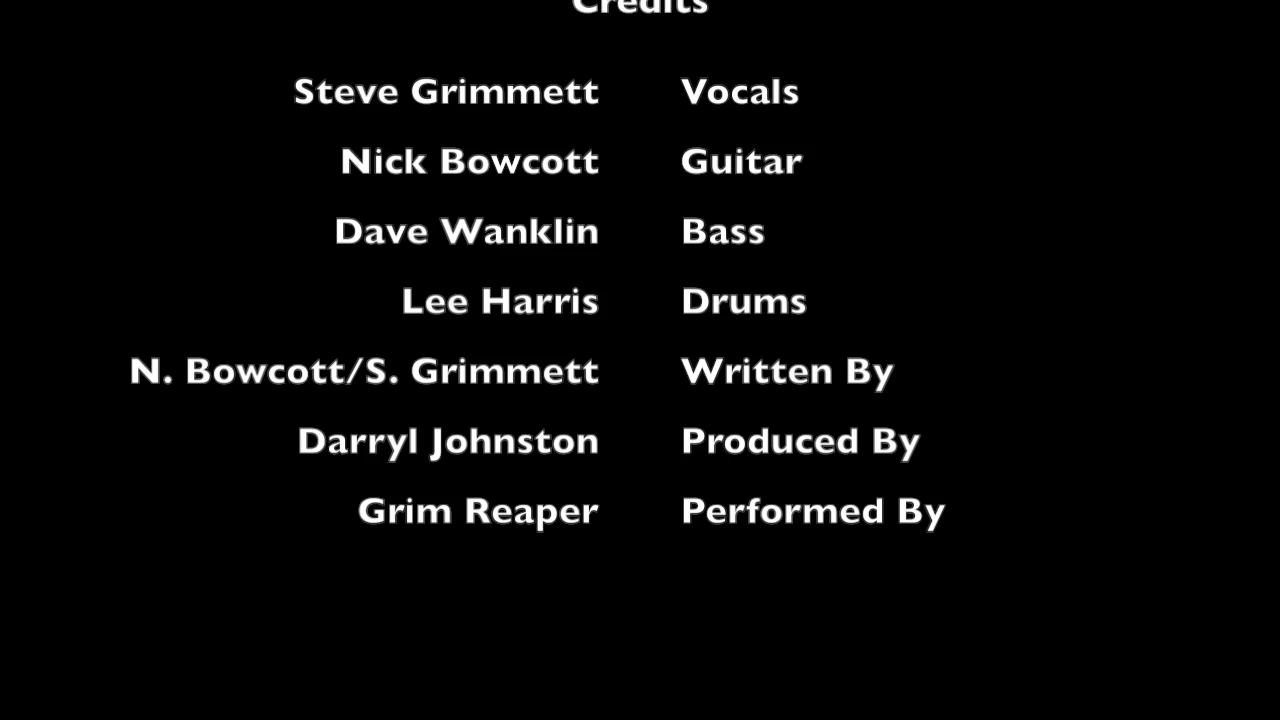 Credits
Steve Grimmett Vocals
Nick Bowcott Guitar
Dave Wanklin Bass
Lee Harris Drums
N. Bowcott/S. Grimmett Written By
Darryl Johnston Produced By
Grim Reaper Performed By